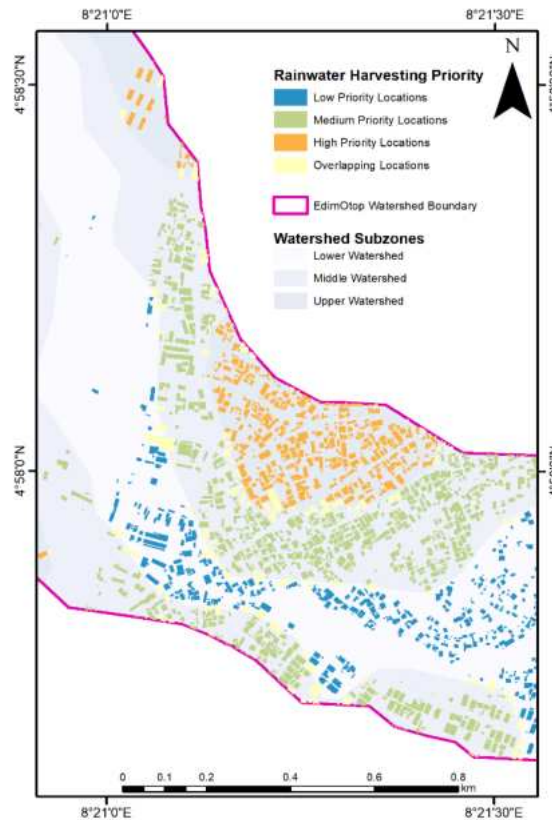 8°21'0"E
8°21'30"E
N
4°58'30"N
Rainwater Harvesting Priority
Low Priority Locations
Medium Priority Locations
High Priority Locations
Overlapping Locations
EdimOtop Watershed Boundary
Watershed Subzones
Lower Watershed
Middle Watershed
Upper Watershed
4°58'0"N
0
0.1
0.2
0.4
0.6
0.8
km
8°21'0"E
8°21'30"E